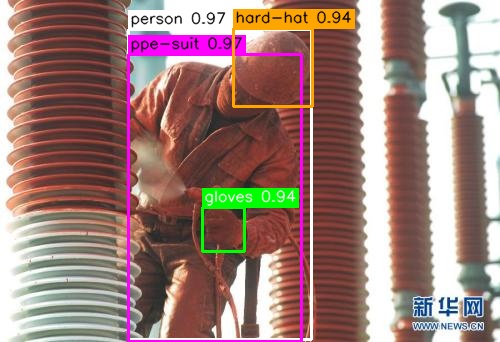 person 0.97
hard-hat 0.94
ppe-suit 0.97
gloves 0.94
新华网
WWW.NEWS.CN